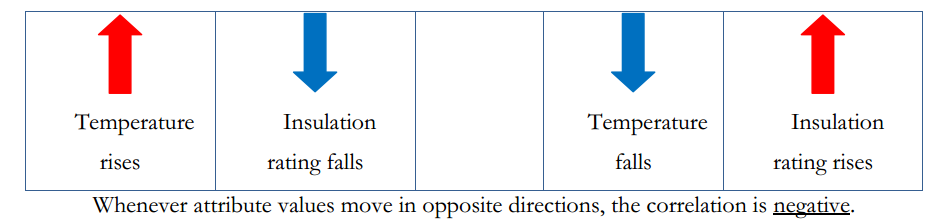 Temperature
rises
Insulation
rating falls
Temperature
falls
Insulation
rating rises
Whenever attribute values move in opposite directions, the correlation is negative.